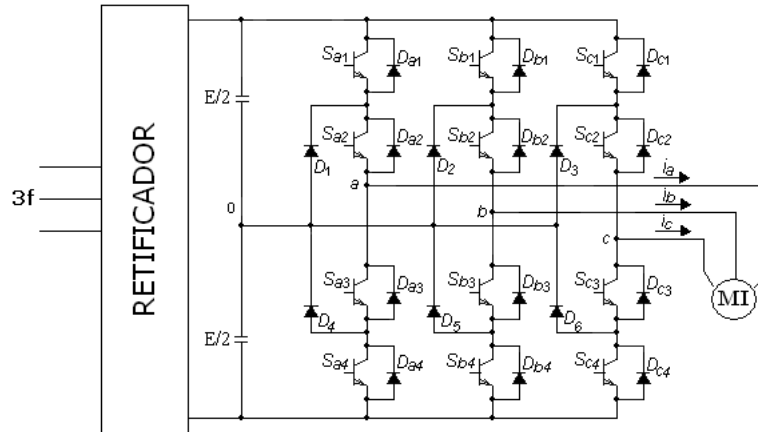 RETIFICADOR
3f
E/2
E/2
0
Sa1 Da1 Sb1 Db1 Sc1 Dc1
Sa2 Da2 Sb2 Db2 Sc2 Dc2
D1 D2 D3
a
b
c
ia
ib
ic
MI
Sa3 Da3 Sb3 Db3 Sc3 Dc3
D4 D5 D6
Sa4 Da4 Sb4 Db4 Sc4 Dc4